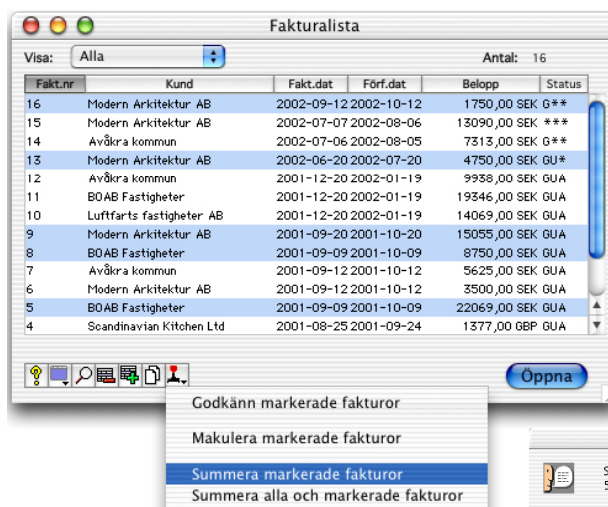 Fakturalista
Visa: Alla Antal: 16
Fakt.nr Kund Fakt.dat Förf.dat Belopp Status
16 Modern Arkitektur AB 2002-09-12 2002-10-12 1750,00 SEK G**
15 Modern Arkitektur AB 2002-07-07 2002-08-06 13090,00 SEK ***
14 Avåkra kommun 2002-07-06 2002-08-05 7313,00 SEK G**
13 Modern Arkitektur AB 2002-06-20 2002-07-20 4750,00 SEK GU*
12 Avåkra kommun 2001-12-20 2002-01-19 9938,00 SEK GUA
11 BOAB Fastigheter 2001-12-20 2002-01-19 19346,00 SEK GUA
10 Luftfarts fastigheter AB 2001-12-20 2002-01-19 14069,00 SEK GUA
9 Modern Arkitektur AB 2001-09-20 2001-10-20 15055,00 SEK GUA
8 BOAB Fastigheter 2001-09-09 2001-10-09 8750,00 SEK GUA
7 Avåkra kommun 2001-09-12 2001-10-12 5625,00 SEK GUA
6 Modern Arkitektur AB 2001-09-12 2001-10-12 3500,00 SEK GUA
5 BOAB Fastigheter 2001-09-09 2001-10-09 22069,00 SEK GUA
4 Scandinavian Kitchen Ltd 2001-08-25 2001-09-24 1377,00 GBP GUA
Öppna
Godkänn markerade fakturor
Makulera markerade fakturor
Summera markerade fakturor
Summera alla och markerade fakturor